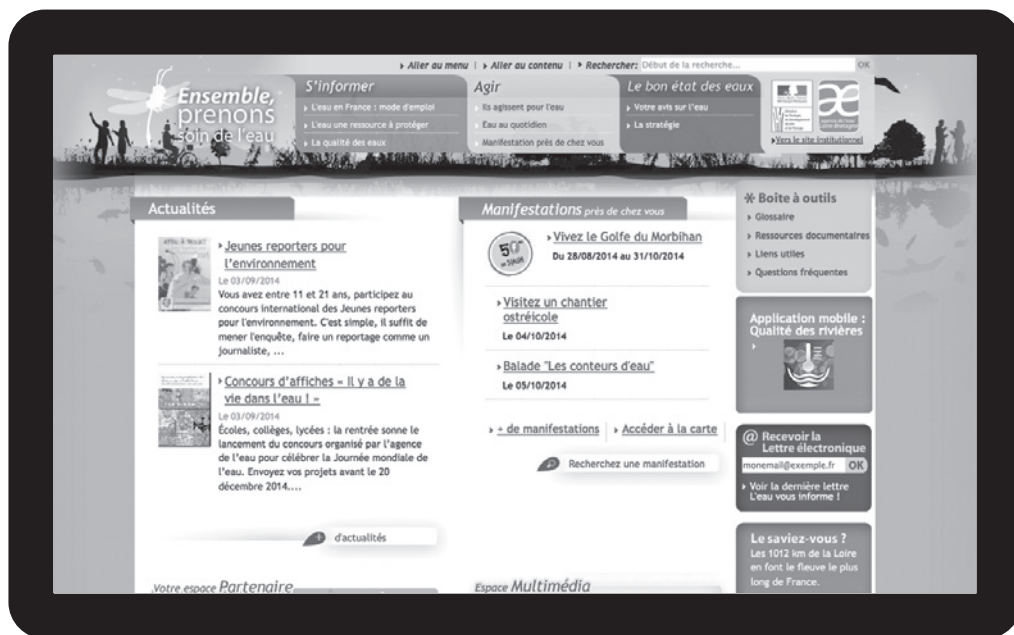 Aller au menu | Aller au contenu | Rechercher: Début de la recherche... OK
Ensemble,
prenons
soin de l'eau
S'informer
L'eau en France : mode d'emploi
L'eau une ressource à protéger
La qualité des eaux
Agir
Ils agissent pour l'eau
Eau au quotidien
Manifestation près de chez vous
Le bon état des eaux
Votre avis sur l'eau
La stratégie
agence de l'eau
Loire-Bretagne
Vers le site institutionnel
Actualités
Jeunes reporters pour
l'environnement
Le 03/09/2014
Vous avez entre 11 et 21 ans, participez au
concours international des Jeunes reporters
pour l'environnement. C'est simple, il suffit de
mener l'enquête, faire un reportage comme un
journaliste, ...
Concours d'affiches « Il y a de la
vie dans l'eau ! »
Le 03/09/2014
Écoles, collèges, lycées : la rentrée sonne le
lancement du concours organisé par l'agence
de l'eau pour célébrer la Journée mondiale de
l'eau. Envoyez vos projets avant le 20
décembre 2014....
+ d'actualités
Manifestations près de chez vous
Vivez le Golfe du Morbihan
Du 28/08/2014 au 31/10/2014
Visitez un chantier
ostréicole
Le 04/10/2014
Balade "Les conteurs d'eau"
Le 05/10/2014
+ de manifestations
Accéder à la carte
Recherchez une manifestation
Boîte à outils
Glossaire
Ressources documentaires
Liens utiles
Questions fréquentes
Application mobile :
Qualité des rivières
@ Recevoir la
Lettre électronique
monemail@exemple.fr OK
Voir la dernière lettre
L'eau vous informe !
Le saviez-vous ?
Les 1012 km de la Loire
en font le fleuve le plus
long de France.
Votre espace Partenaire
Espace Multimédia